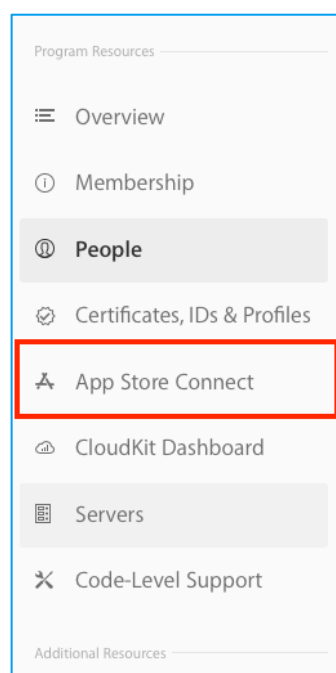 Program Resources
Overview
Membership
People
Certificates, IDs & Profiles
App Store Connect
CloudKit Dashboard
Servers
Code-Level Support
Additional Resources